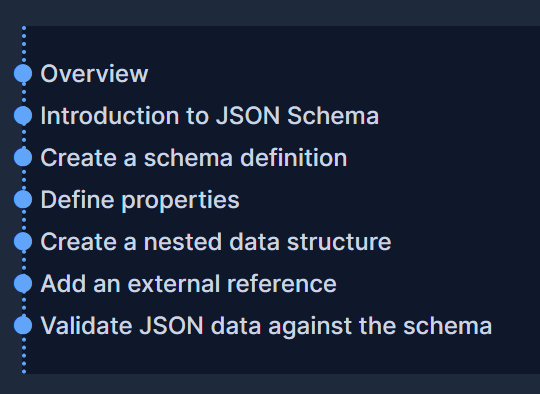 Overview
Introduction to JSON Schema
Create a schema definition
Define properties
Create a nested data structure
Add an external reference
Validate JSON data against the schema